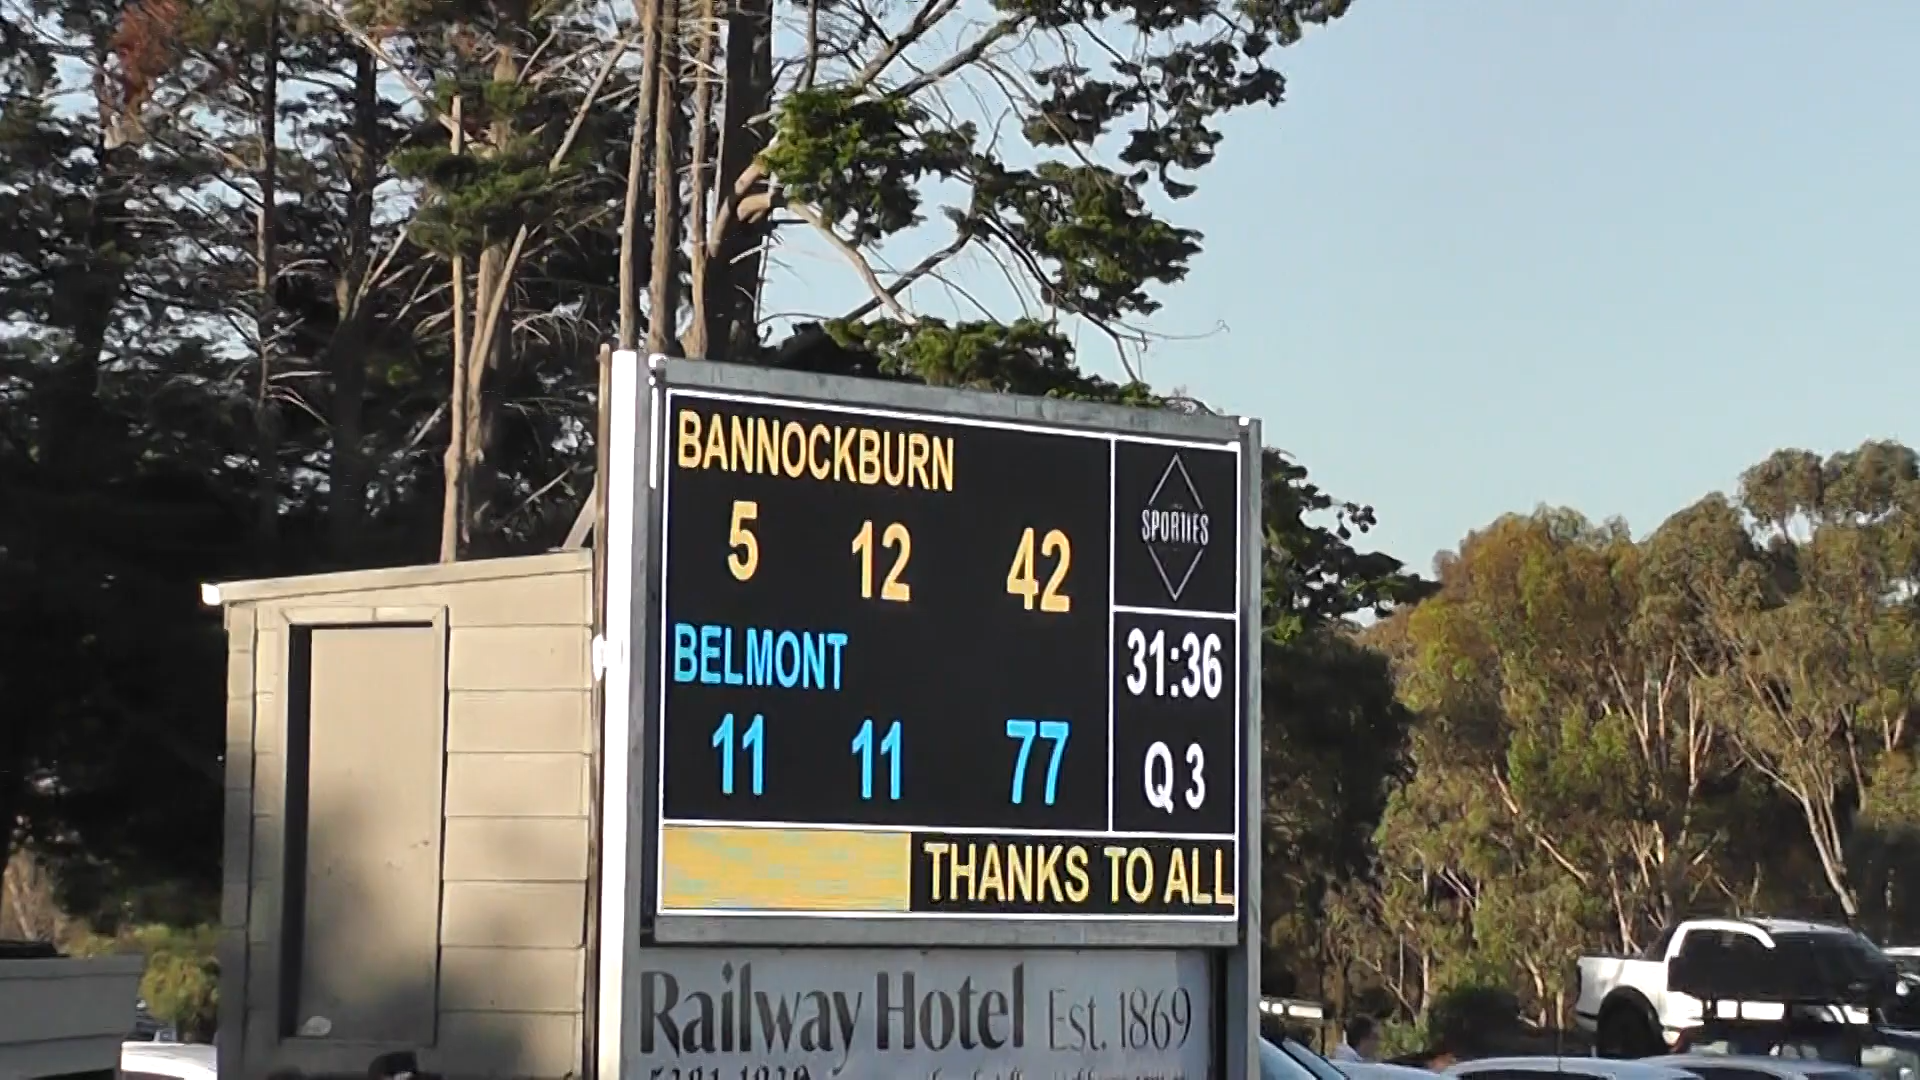 BANNOCKBURN
5 12 42
BELMONT
11 11 77
SPORTIES
31:36
Q 3
THANKS TO ALL
Railway Hotel Est. 1869